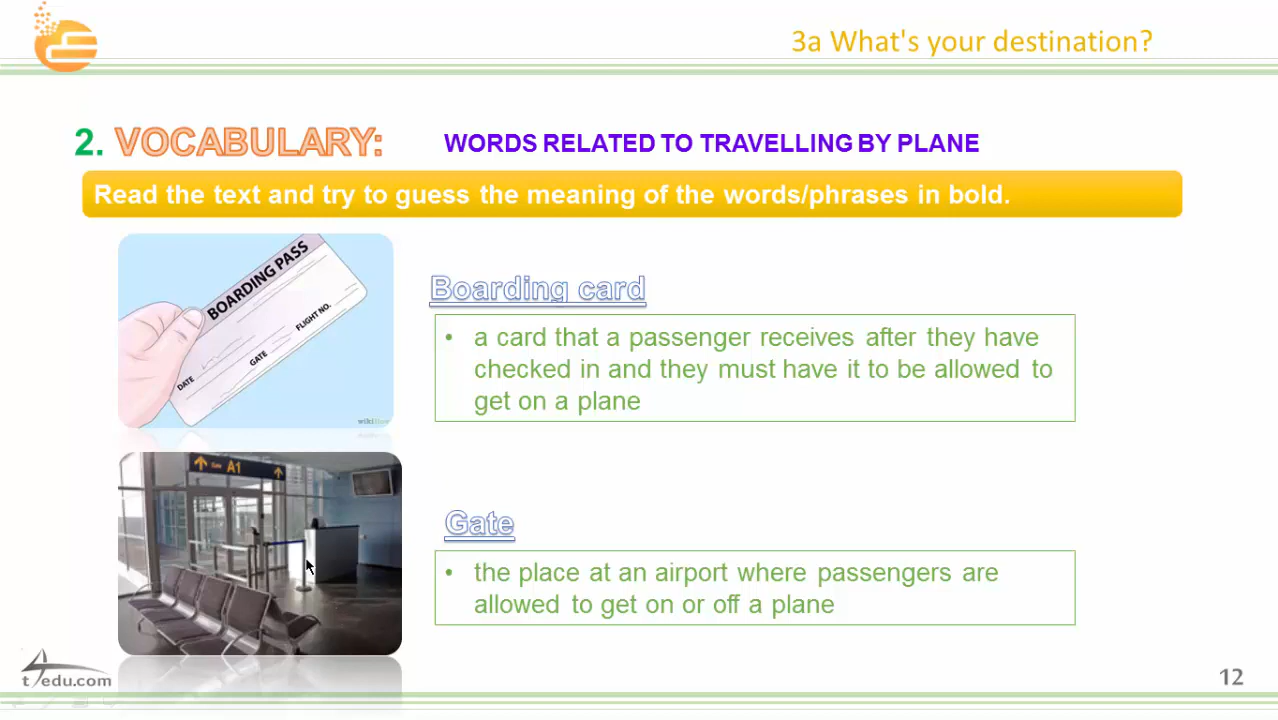 3a What's your destination?
2. VOCABULARY:
WORDS RELATED TO TRAVELLING BY PLANE
Read the text and try to guess the meaning of the words/phrases in bold.
BOARDING PASS
DATE
GATE
FLIGHT NO.
wikiHow
Boarding card
• a card that a passenger receives after they have
checked in and they must have it to be allowed to
get on a plane
Gate A1
Gate
• the place at an airport where passengers are
allowed to get on or off a plane
t4edu.com
12